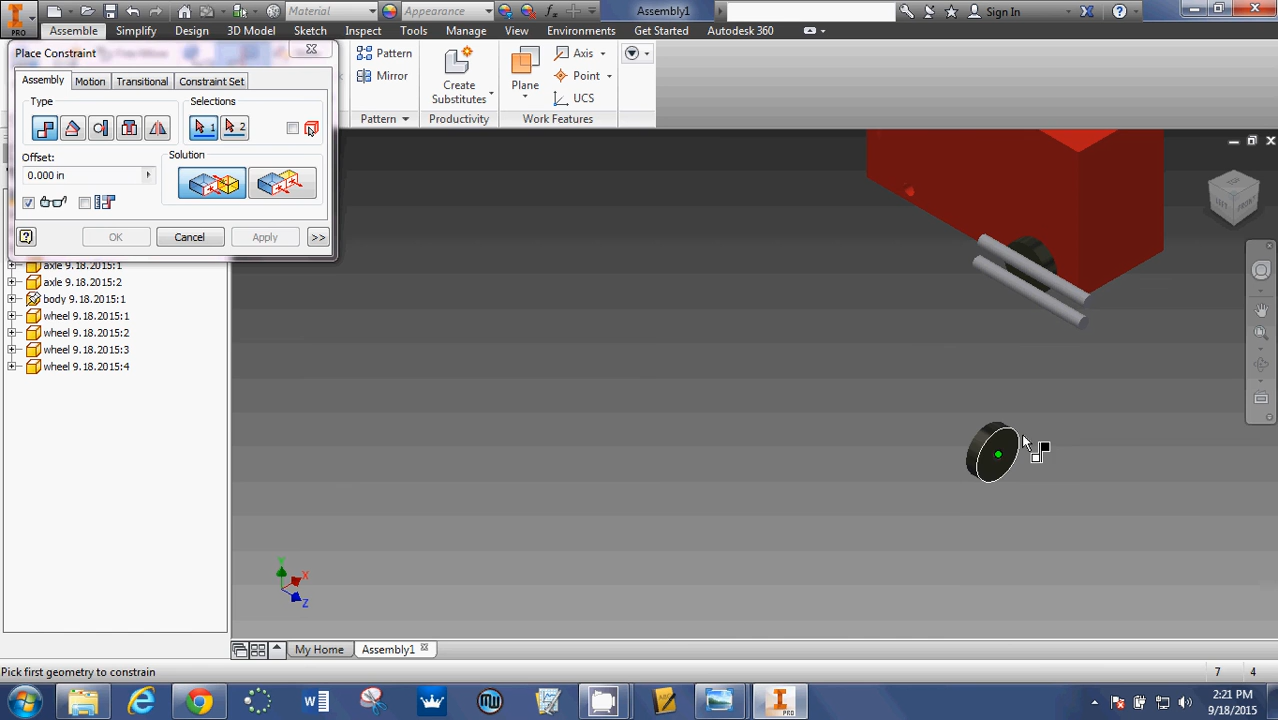 Material
Appearance
Assembly1
Sign In
PRO
Assemble
Simplify
Design
3D Model
Sketch
Inspect
Tools
Manage
View
Environments
Get Started
Autodesk 360
Place Constraint
Assembly
Motion
Transitional
Constraint Set
Type
Selections
1
2
Offset:
0.000 in
Solution
OK
Cancel
Apply
>>
Pattern
Mirror
Create
Substitutes
Plane
Axis
Point
UCS
Pattern
Productivity
Work Features
FRONT
axle 9.18.2015:1
axle 9.18.2015:2
body 9.18.2015:1
wheel 9.18.2015:1
wheel 9.18.2015:2
wheel 9.18.2015:3
wheel 9.18.2015:4
X
Z
My Home
Assembly1
Pick first geometry to constrain
7
4
PRO
2:21 PM
9/18/2015